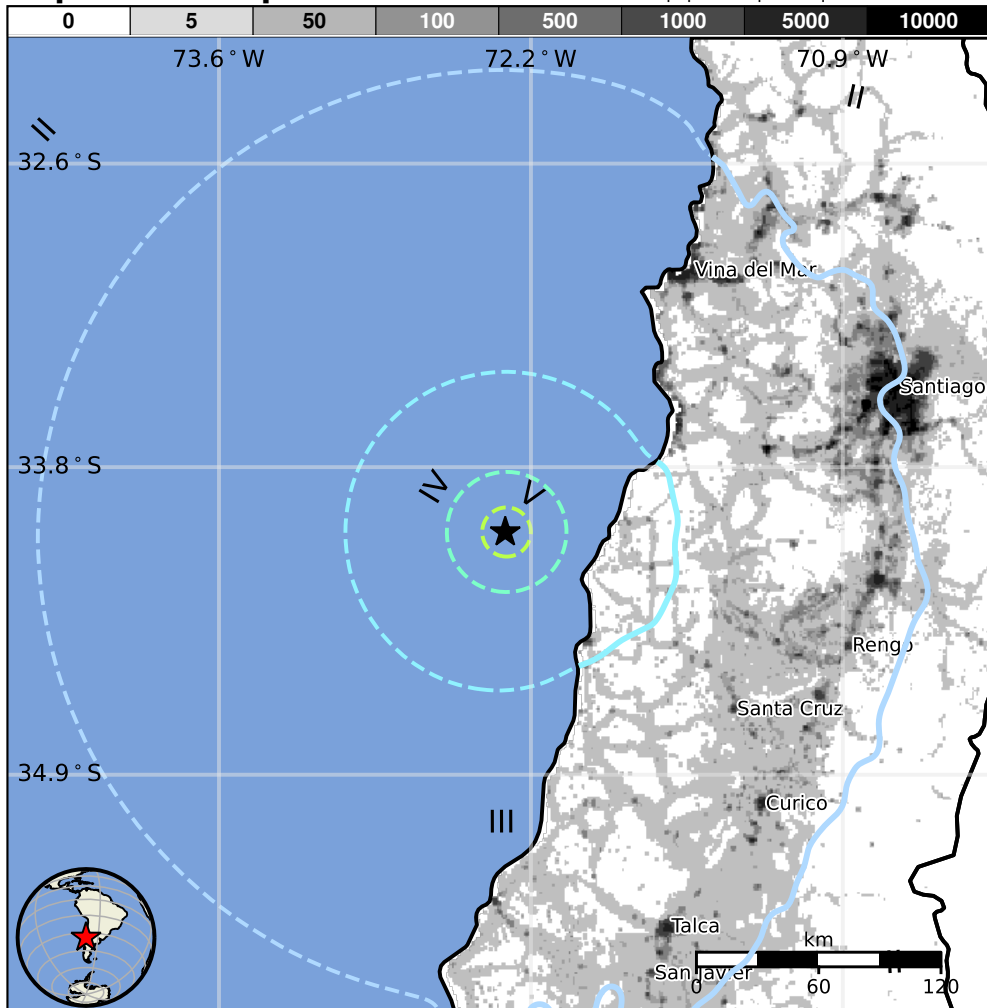 0 5 50 100 500 1000 5000 10000
73.6°W 72.2°W 70.9°W
II
II
32.6°S
Vina del Mar
Santiago
33.8°S
IV
V
Rengo
Santa Cruz
34.9°S
Curico
III
Talca
km
San Javier
II
0 60 120